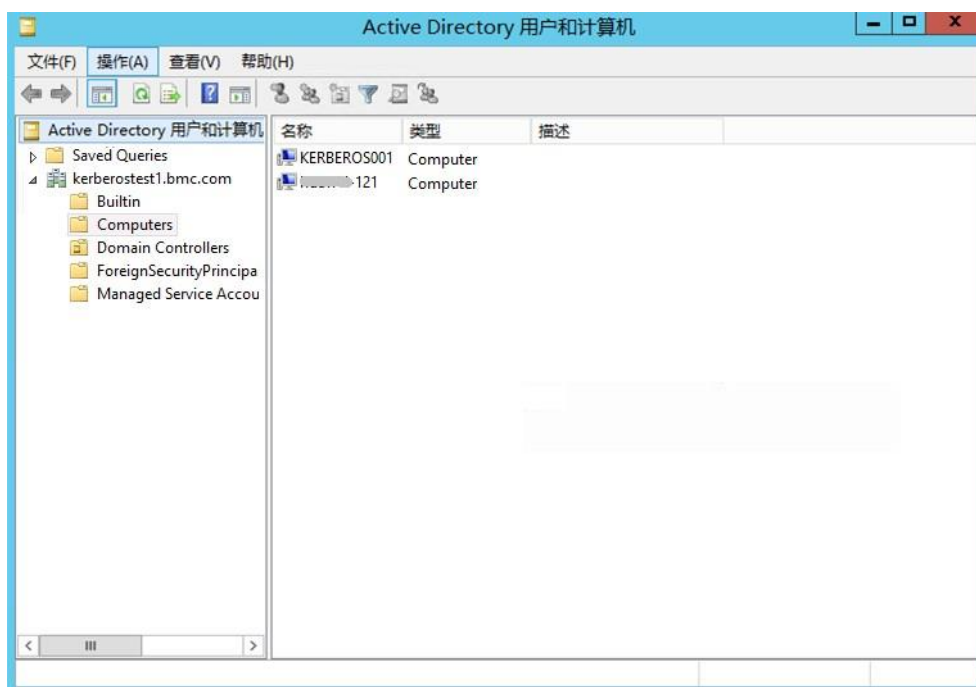 Active Directory 用户和计算机
文件(F) 操作(A) 查看(V) 帮助(H)
Active Directory 用户和计算机
Saved Queries
kerberostest1.bmc.com
Builtin
Computers
Domain Controllers
ForeignSecurityPrincipa
Managed Service Accou
名称 类型 描述
KERBEROS001 Computer
-121 Computer